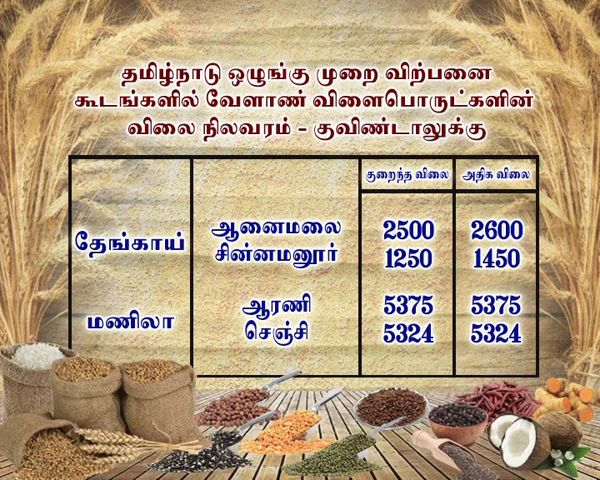 தமிழ்நாடு ஒழுங்கு முறை விற்பனை
கூடங்களில் வேளாண் விளைபொருட்களின்
விலை நிலவரம் - குவிண்டாலுக்கு
குறைந்த விலை அதிக விலை
தேங்காய் ஆனைமலை 2500 2600
சின்னமனூர் 1250 1450
மணிலா ஆரணி 5375 5375
செஞ்சி 5324 5324